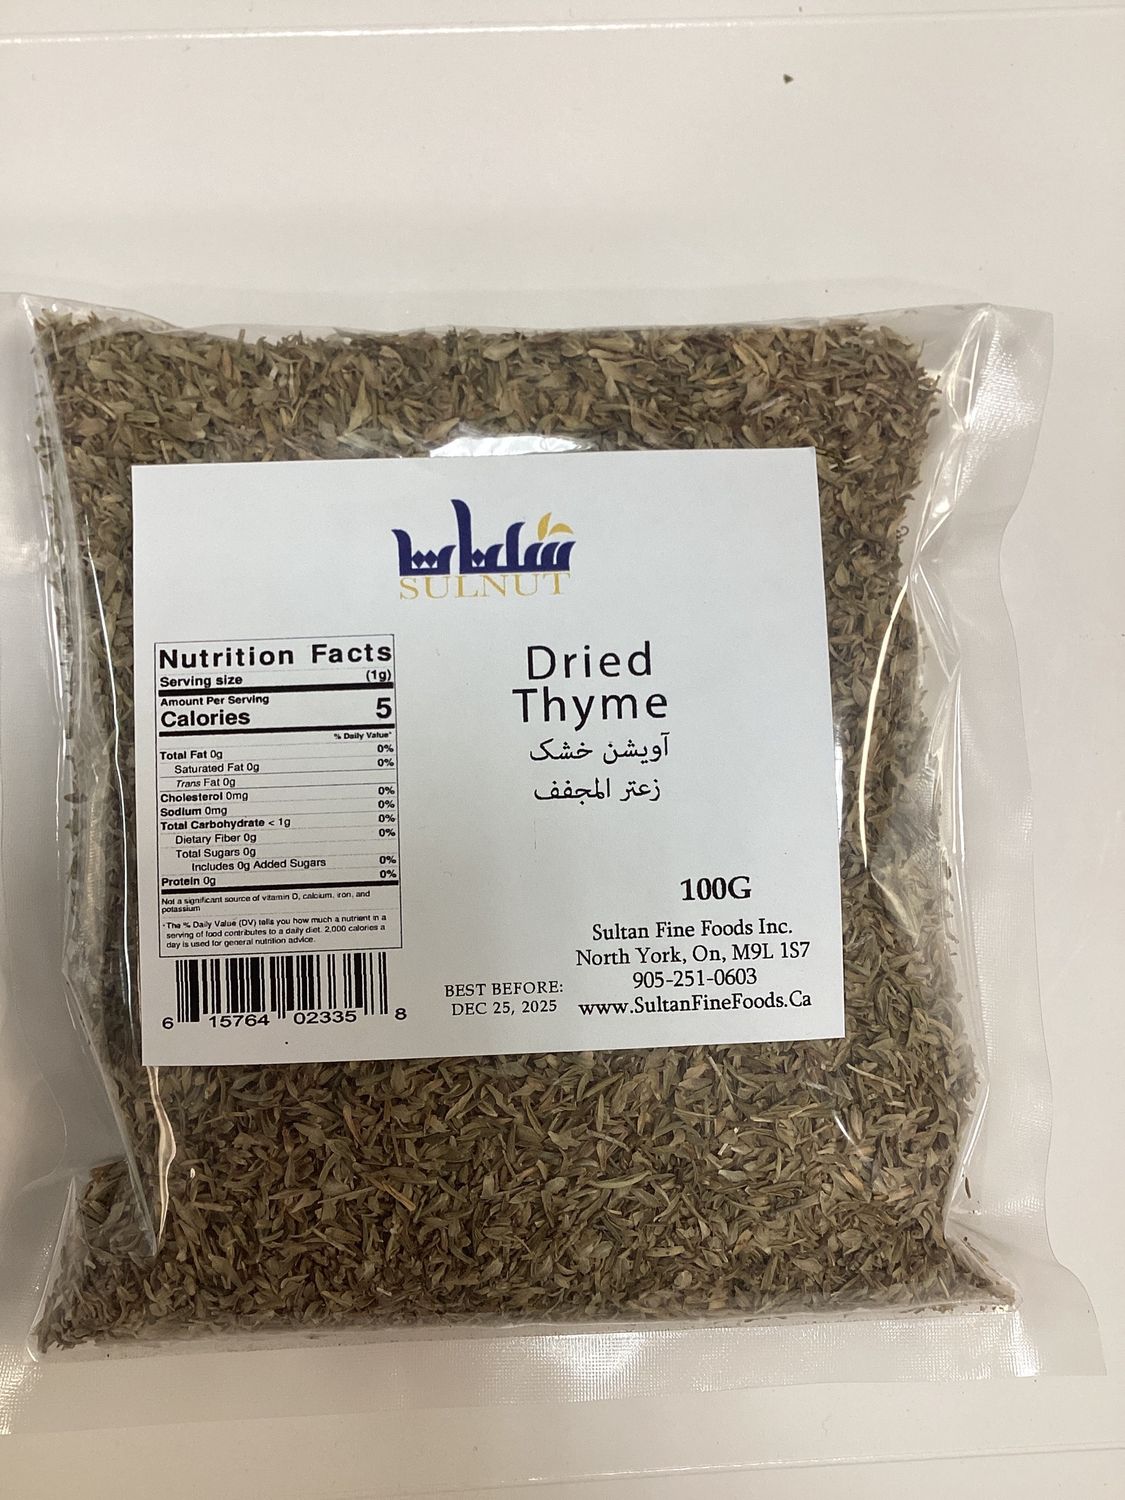 SULNUT
Nutrition Facts
Serving size (1g)
Amount Per Serving
Calories 5
% Daily Value*
Total Fat 0g 0%
Saturated Fat 0g 0%
Trans Fat 0g
Cholesterol 0mg 0%
Sodium 0mg 0%
Total Carbohydrate < 1g 0%
Dietary Fiber 0g 0%
Total Sugars 0g
Includes 0g Added Sugars 0%
Protein 0g 0%
Not a significant source of vitamin D, calcium, iron, and
potassium
*The % Daily Value (DV) tells you how much a nutrient in a
serving of food contributes to a daily diet. 2,000 calories a
day is used for general nutrition advice.
6 15764 02335 8
Dried
Thyme
آویشن خشک
زعتر المجفف
100G
Sultan Fine Foods Inc.
North York, On, M9L 1S7
905-251-0603
www.SultanFineFoods.Ca
BEST BEFORE:
DEC 25, 2025